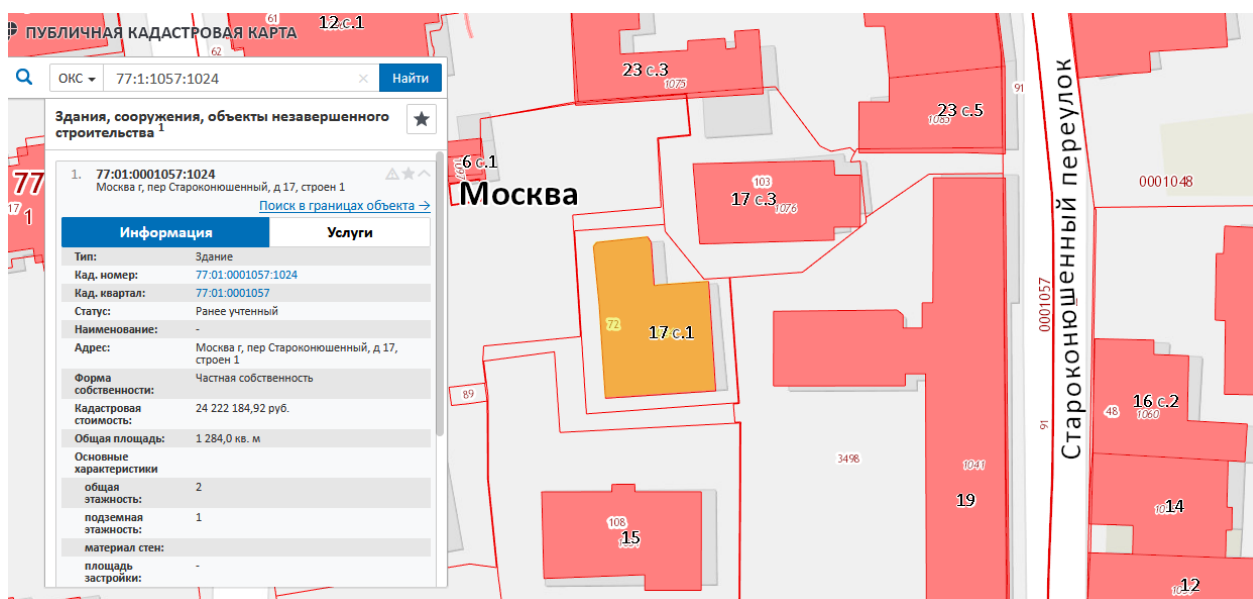 ПУБЛИЧНАЯ КАДАСТРОВАЯ КАРТА
61
12 с.1
62
ОКС
77:1:1057:1024
Найти
Здания, сооружения, объекты незавершенного
строительства 1
1. 77:01:0001057:1024
Москва г, пер Староконюшенный, д 17, строен 1
Поиск в границах объекта →
Информация
Услуги
Тип: Здание
Кад. номер: 77:01:0001057:1024
Кад. квартал: 77:01:0001057
Статус: Ранее учтенный
Наименование: -
Адрес: Москва г, пер Староконюшенный, д 17,
строен 1
Форма
собственности: Частная собственность
Кадастровая
стоимость: 24 222 184,92 руб.
Общая площадь: 1 284,0 кв. м
Основные
характеристики
общая
этажность: 2
подземная
этажность: 1
материал стен:
площадь
застройки: -
77
17
1
23 с.3
1075
91
23 с.5
1085
6 с.1
Москва
103
17 с.3
1076
0001048
Староконюшенный переулок
0001057
72
17 с.1
89
91
16 с.2
48
1060
3498
1041
19
14
108
15
12